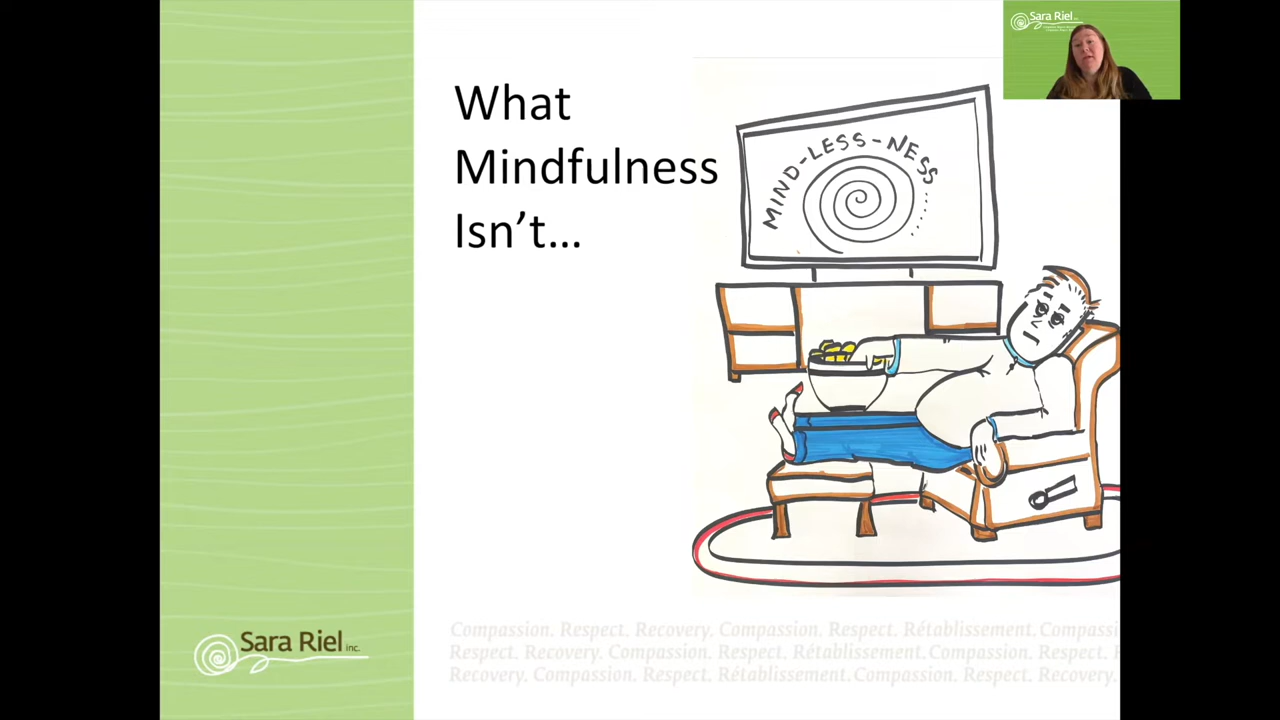 What
Mindfulness
Isn’t…
MIND-LESS-NESS.....
Sara Riel inc.
Sara Riel
Compassion. Respect. Recovery. Compassion. Respect. Rétablissement. Compassi
Respect. Recovery. Compassion. Respect. Rétablissement. Compassion. Respect.
Recovery. Compassion. Respect. Rétablissement. Compassion. Respect. Recovery.